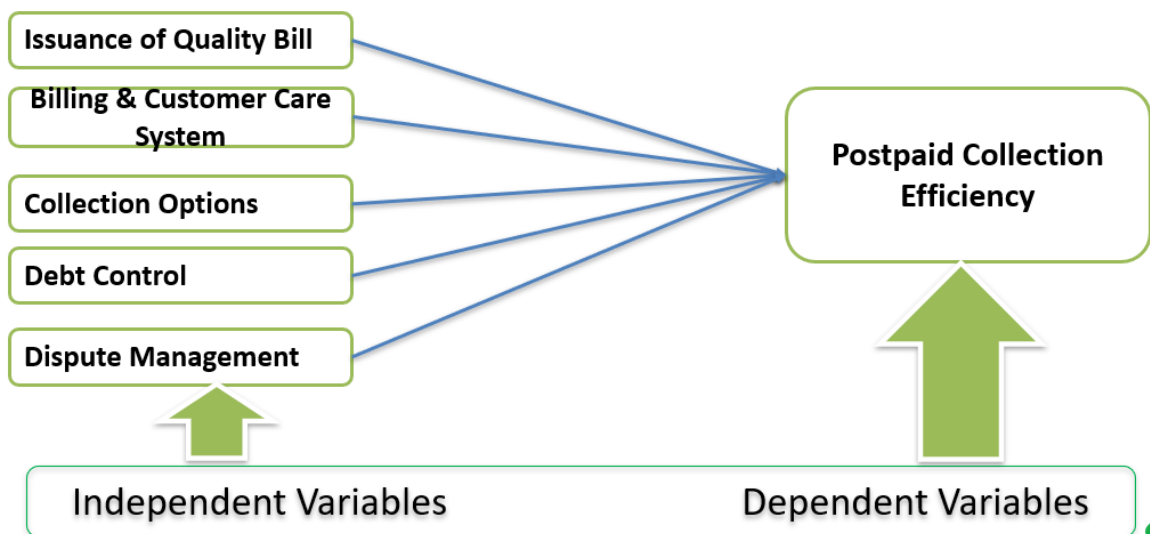 Issuance of Quality Bill
Billing & Customer Care
System
Collection Options
Debt Control
Dispute Management
Postpaid Collection
Efficiency
Independent Variables
Dependent Variables